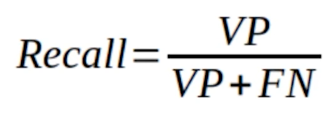 Recall = VP / VP + FN